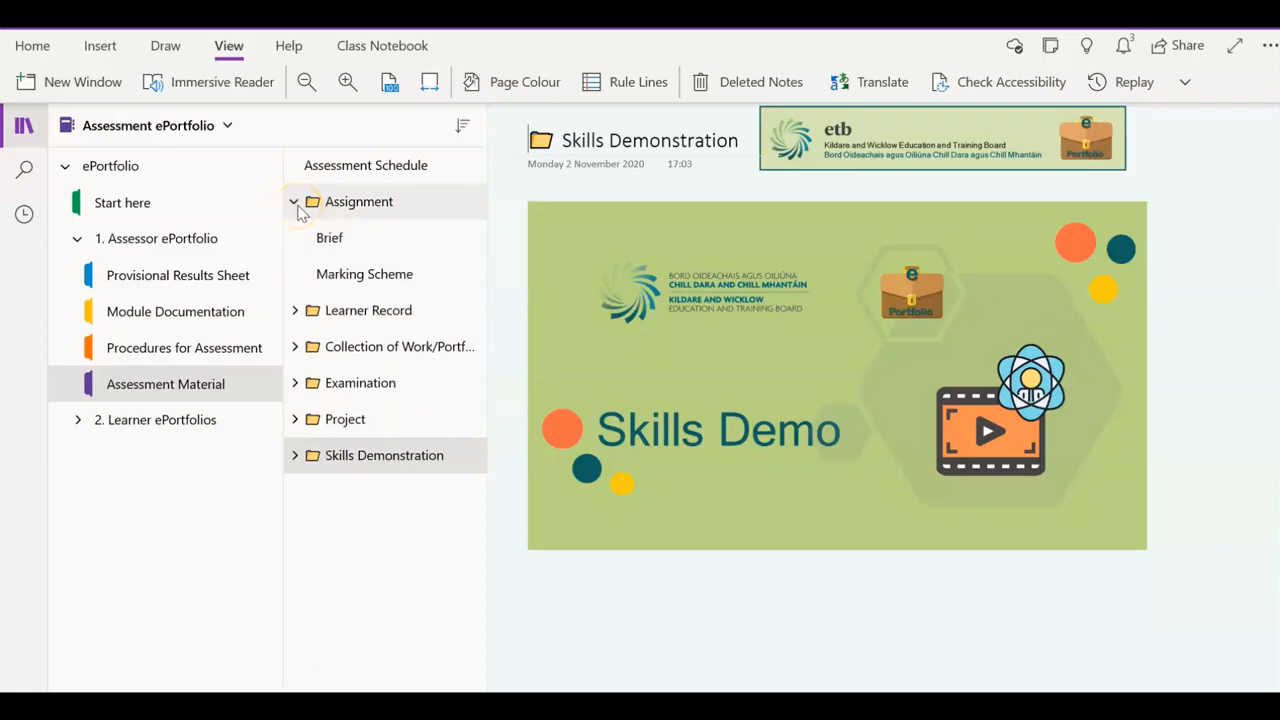 Home Insert Draw View Help Class Notebook 3 Share
New Window Immersive Reader 100 Page Colour Rule Lines Deleted Notes Translate Check Accessibility Replay
Assessment ePortfolio
ePortfolio
Start here
1. Assessor ePortfolio
Provisional Results Sheet
Module Documentation
Procedures for Assessment
Assessment Material
2. Learner ePortfolios
Assessment Schedule
Assignment
Brief
Marking Scheme
Learner Record
Collection of Work/Portf...
Examination
Project
Skills Demonstration
Skills Demonstration
Monday 2 November 2020 17:03
etb
Kildare and Wicklow Education and Training Board
Bord Oideachais agus Oiliúna Chill Dara agus Chill Mhantáin
e
Portfolio
BORD OIDEACHAIS AGUS OILIÚNA
CHILL DARA AND CHILL MHANTÁIN
KILDARE AND WICKLOW
EDUCATION AND TRAINING BOARD
e
Portfolio
Skills Demo